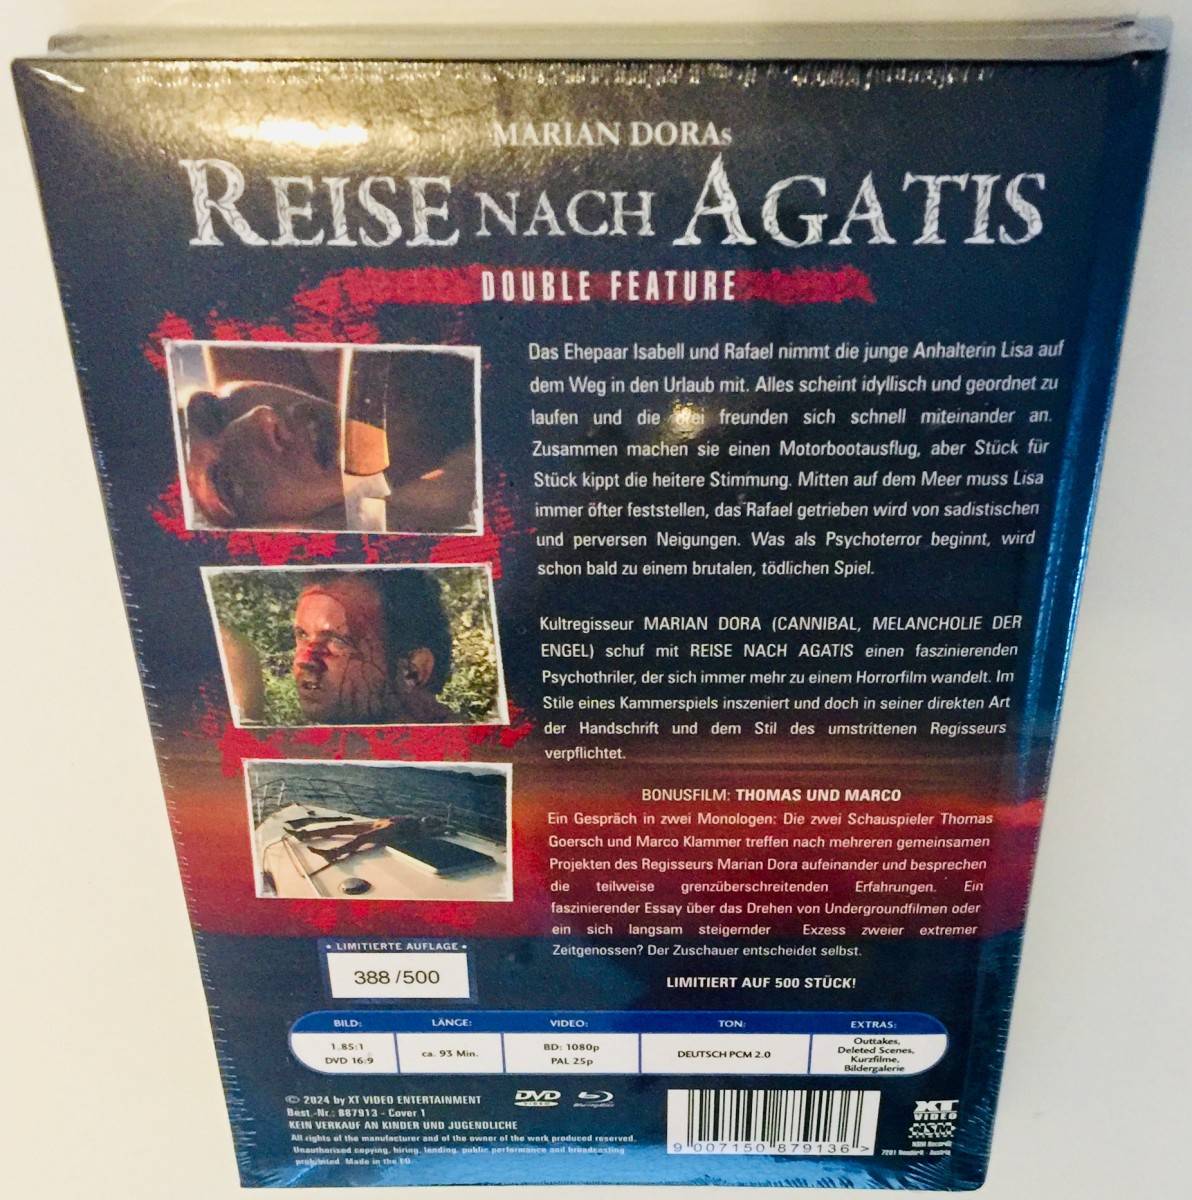 MARIAN DORAs
REISE NACH AGATIS
DOUBLE FEATURE
Das Ehepaar Isabell und Rafael nimmt die junge Anhalterin Lisa auf
dem Weg in den Urlaub mit. Alles scheint idyllisch und geordnet zu
laufen und die drei freunden sich schnell miteinander an.
Zusammen machen sie einen Motorbootausflug, aber Stück für
Stück kippt die heitere Stimmung. Mitten auf dem Meer muss Lisa
immer öfter feststellen, das Rafael getrieben wird von sadistischen
und perversen Neigungen. Was als Psychoterror beginnt, wird
schon bald zu einem brutalen, tödlichen Spiel.
Kultregisseur MARIAN DORA (CANNIBAL, MELANCHOLIE DER
ENGEL) schuf mit REISE NACH AGATIS einen faszinierenden
Psychothriler, der sich immer mehr zu einem Horrorfilm wandelt. Im
Stile eines Kammerspiels inszeniert und doch in seiner direkten Art
der Handschrift und dem Stil des umstrittenen Regisseurs
verpflichtet.
BONUSFILM: THOMAS UND MARCO
Ein Gespräch in zwei Monologen: Die zwei Schauspieler Thomas
Goersch und Marco Klammer treffen nach mehreren gemeinsamen
Projekten des Regisseurs Marian Dora aufeinander und besprechen
die teilweise grenzüberschreitenden Erfahrungen. Ein
faszinierender Essay über das Drehen von Undergroundfilmen oder
ein sich langsam steigernder Exzess zweier extremer
Zeitgenossen? Der Zuschauer entscheidet selbst.
• LIMITIERTE AUFLAGE •
388 /500
LIMITIERT AUF 500 STÜCK!
BILD: LÄNGE: VIDEO: TON: EXTRAS:
1.85:1
DVD 16:9
ca. 93 Min.
BD: 1080p
PAL 25p
DEUTSCH PCM 2.0
Outtakes,
Deleted Scenes,
Kurzfilme,
Bildergalerie
© 2024 by XT VIDEO ENTERTAINMENT
Best.-Nr.: 887913 - Cover 1
KEIN VERKAUF AN KINDER UND JUGENDLICHE
All rights of the manufacturer and of the owner of the work produced reserved.
Unauthorised copying, hiring, lending, public performance and broadcasting
prohibited. Made in the EU.
DVD VIDEO
Blu-ray Disc
9 007150 879136 >
XT
VIDEO
NSM
NSM Records